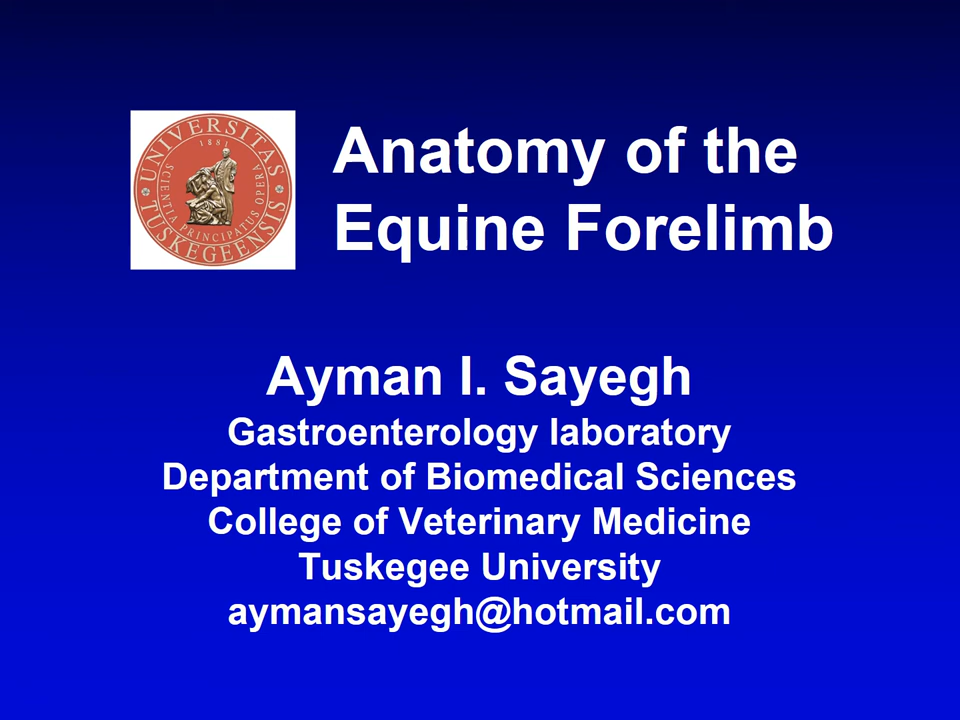 UNIVERSITAS
1881
SCIENTIA PRINCIPATUS OPERA
TUSKEGEENSIS
Anatomy of the
Equine Forelimb
Ayman I. Sayegh
Gastroenterology laboratory
Department of Biomedical Sciences
College of Veterinary Medicine
Tuskegee University
aymansayegh@hotmail.com